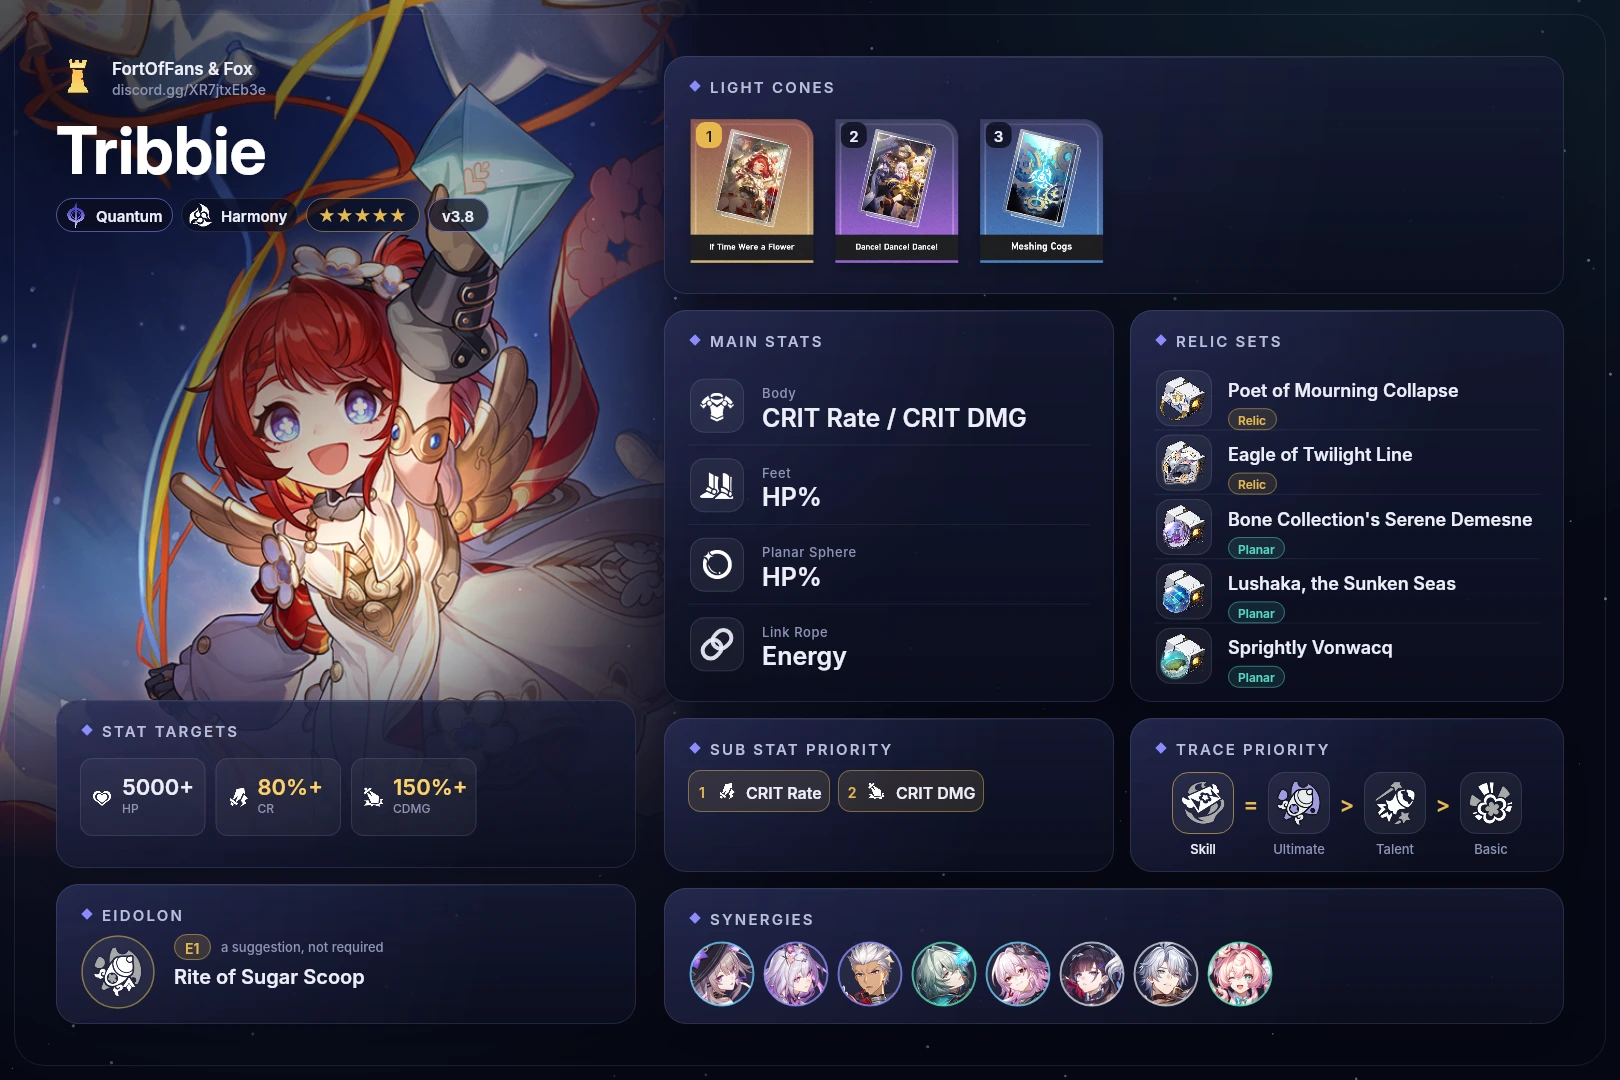 FortOfFans & Fox
discord.gg/XR7jtxEb3e
Tribbie
Quantum
Harmony
★★★★★
v3.8
LIGHT CONES
1
2
3
If Time Were a Flower
Dance! Dance! Dance!
Meshing Cogs
MAIN STATS
Body
CRIT Rate / CRIT DMG
Feet
HP%
Planar Sphere
HP%
Link Rope
Energy
RELIC SETS
Poet of Mourning Collapse
Relic
Eagle of Twilight Line
Relic
Bone Collection's Serene Demesne
Planar
Lushaka, the Sunken Seas
Planar
Sprightly Vonwacq
Planar
STAT TARGETS
5000+
HP
80%+
CR
150%+
CDMG
SUB STAT PRIORITY
1 CRIT Rate
2 CRIT DMG
TRACE PRIORITY
= > >
Skill
Ultimate
Talent
Basic
EIDOLON
E1 a suggestion, not required
Rite of Sugar Scoop
SYNERGIES